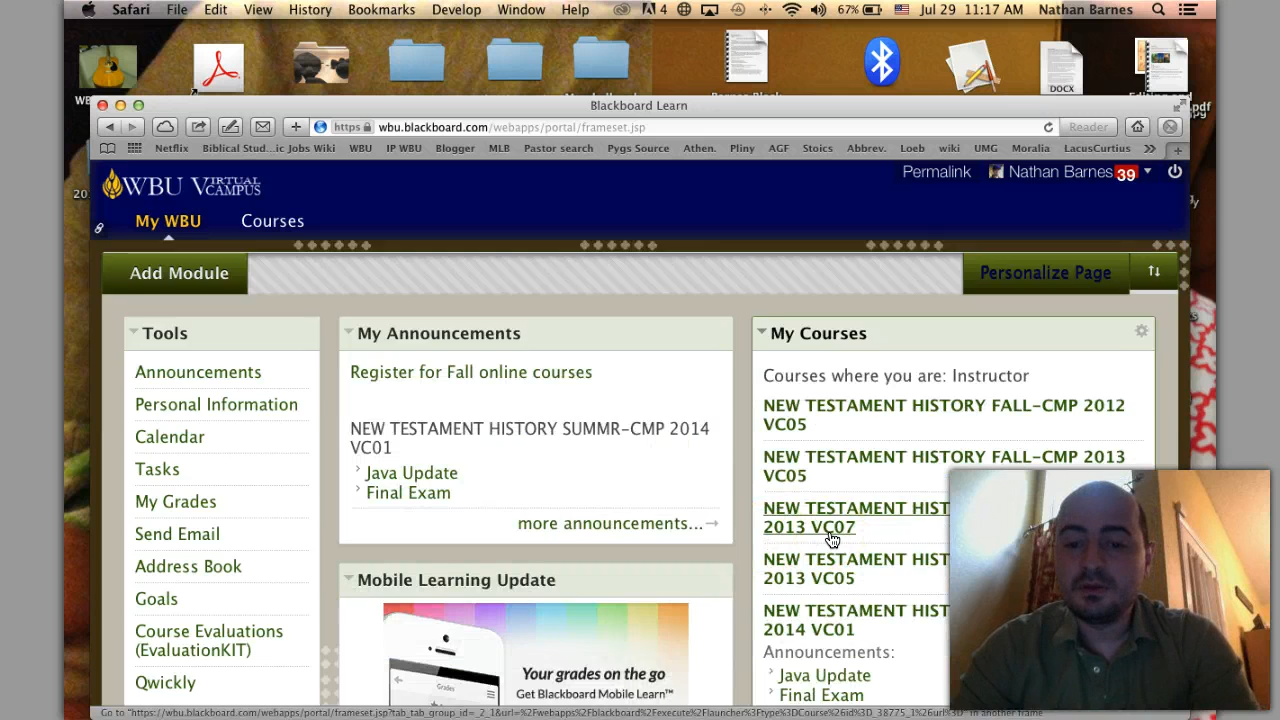 Safari File Edit View History Bookmarks Develop Window Help 4 67% Jul 29 11:17 AM Nathan Barnes
DOCX
Blackboard Learn
https wbu.blackboard.com/webapps/portal/frameset.jsp Reader
Netflix Biblical Stud...ic Jobs Wiki WBU IP WBU Blogger MLB Pastor search Pygs Source Athen. Pliny AGF Stoics Abbrev. Loeb wiki UMG Moralia LacusCurtius
WBU VIRTUAL CAMPUS
Permalink Nathan Barnes 39
My WBU Courses
Add Module
Personalize Page
Tools
Announcements
Personal Information
Calendar
Tasks
My Grades
Send Email
Address Book
Goals
Course Evaluations
(EvaluationKIT)
Qwickly
My Announcements
Register for Fall online courses
NEW TESTAMENT HISTORY SUMMR-CMP 2014
VC01
Java Update
Final Exam
more announcements...
Mobile Learning Update
Your grades on the go
Get Blackboard Mobile Learn™
Grades
My Courses
Courses where you are: Instructor
NEW TESTAMENT HISTORY FALL-CMP 2012
VC05
NEW TESTAMENT HISTORY FALL-CMP 2013
VC05
NEW TESTAMENT HIST
2013 VC07
NEW TESTAMENT HIST
2013 VC05
NEW TESTAMENT HIST
2014 VC01
Announcements:
Java Update
Final Exam